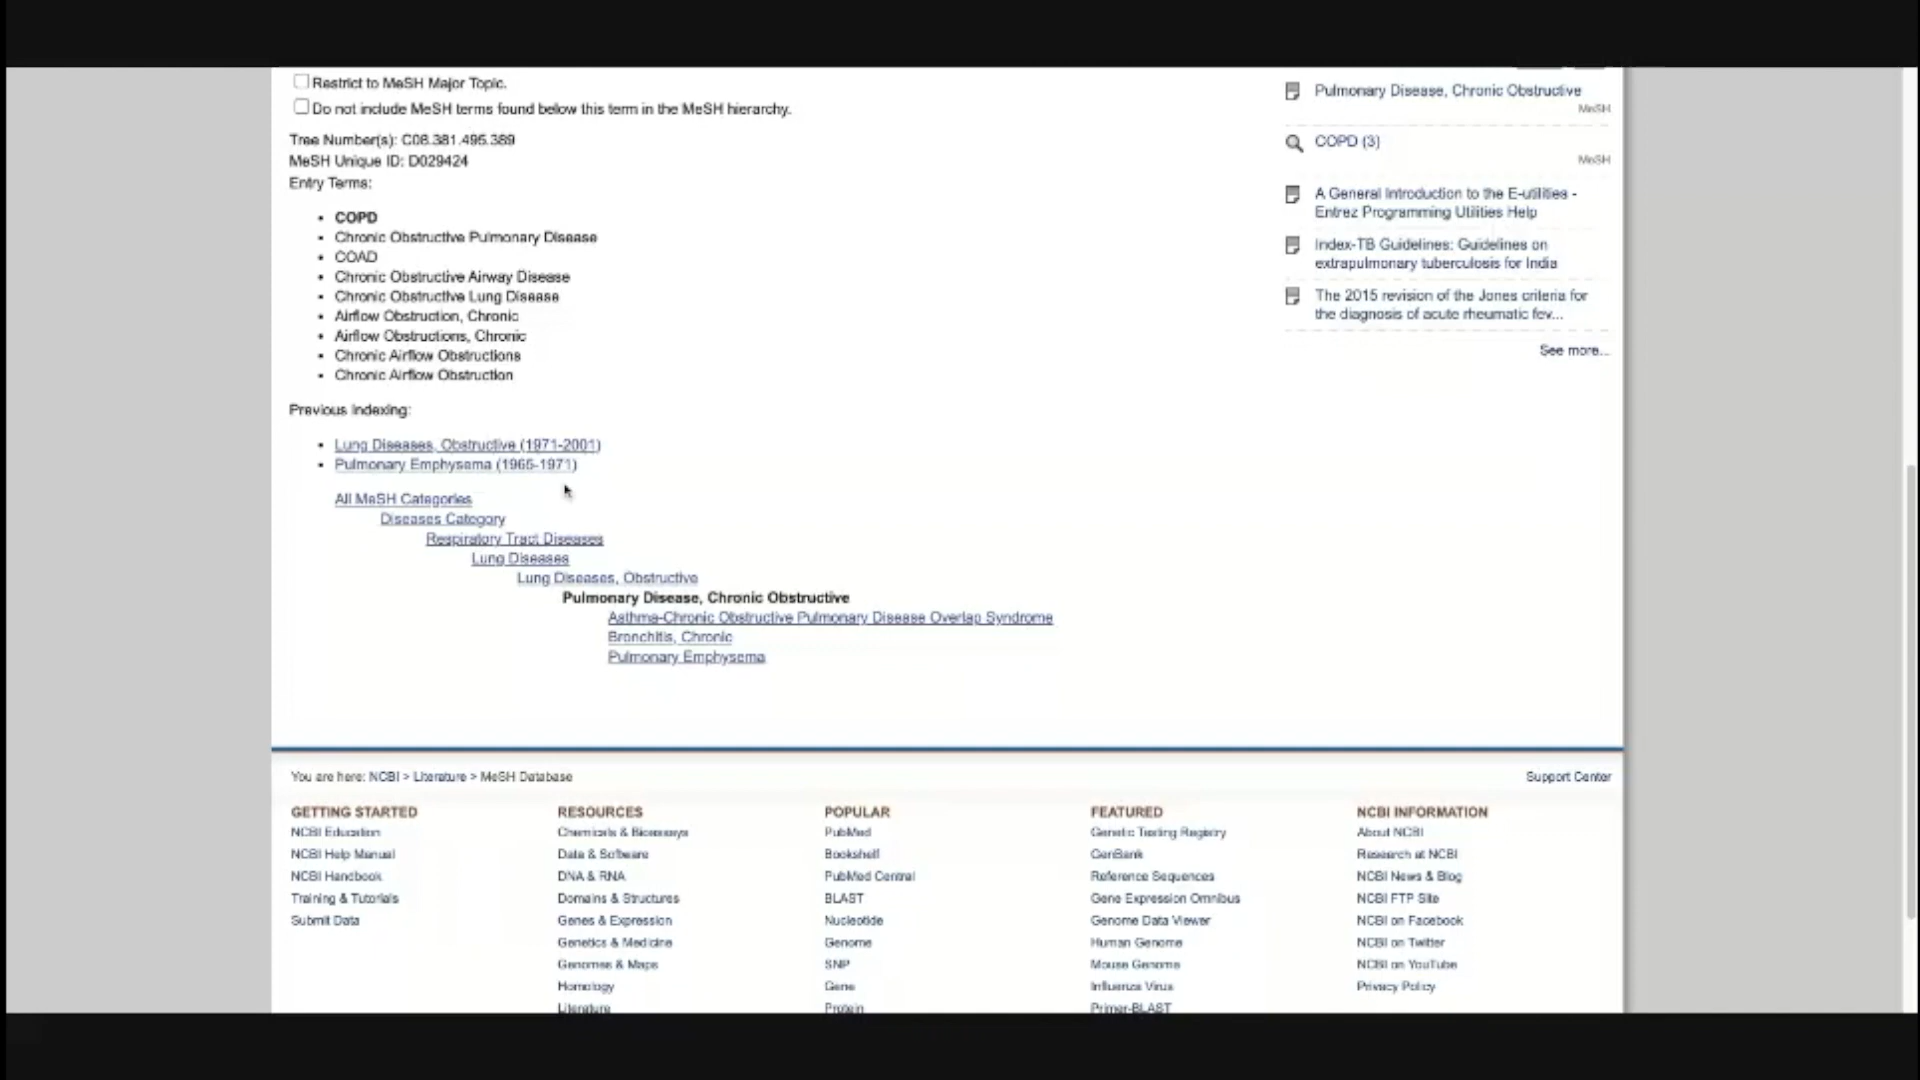 Restrict to MeSH Major Topic.
Do not include MeSH terms found below this term in the MeSH hierarchy.
Tree Number(s): C08.381.495.389
MeSH Unique ID: D029424
Entry Terms:
COPD
Chronic Obstructive Pulmonary Disease
COAD
Chronic Obstructive Airway Disease
Chronic Obstructive Lung Disease
Airflow Obstruction, Chronic
Airflow Obstructions, Chronic
Chronic Airflow Obstructions
Chronic Airflow Obstruction
Previous Indexing:
Lung Diseases, Obstructive (1971-2001)
Pulmonary Emphysema (1965-1971)
All MeSH Categories
Diseases Category
Respiratory Tract Diseases
Lung Diseases
Lung Diseases, Obstructive
Pulmonary Disease, Chronic Obstructive
Asthma-Chronic Obstructive Pulmonary Disease Overlap Syndrome
Bronchitis, Chronic
Pulmonary Emphysema
Pulmonary Disease, Chronic Obstructive
MeSH
COPD (3)
MeSH
A General Introduction to the E-utilities -
Entrez Programming Utilities Help
Index-TB Guidelines: Guidelines on
extrapulmonary tuberculosis for India
The 2015 revision of the Jones criteria for
the diagnosis of acute rheumatic fev...
See more...
You are here: NCBI > Literature > MeSH Database
Support Center
GETTING STARTED
NCBI Education
NCBI Help Manual
NCBI Handbook
Training & Tutorials
Submit Data
RESOURCES
Chemicals & Bioassays
Data & Software
DNA & RNA
Domains & Structures
Genes & Expression
Genetics & Medicine
Genomes & Maps
Homology
Literature
POPULAR
PubMed
Bookshelf
PubMed Central
BLAST
Nucleotide
Genome
SNP
Gene
Protein
FEATURED
Genetic Testing Registry
GenBank
Reference Sequences
Gene Expression Omnibus
Genome Data Viewer
Human Genome
Mouse Genome
Influenza Virus
Primer-BLAST
NCBI INFORMATION
About NCBI
Research at NCBI
NCBI News & Blog
NCBI FTP Site
NCBI on Facebook
NCBI on Twitter
NCBI on YouTube
Privacy Policy